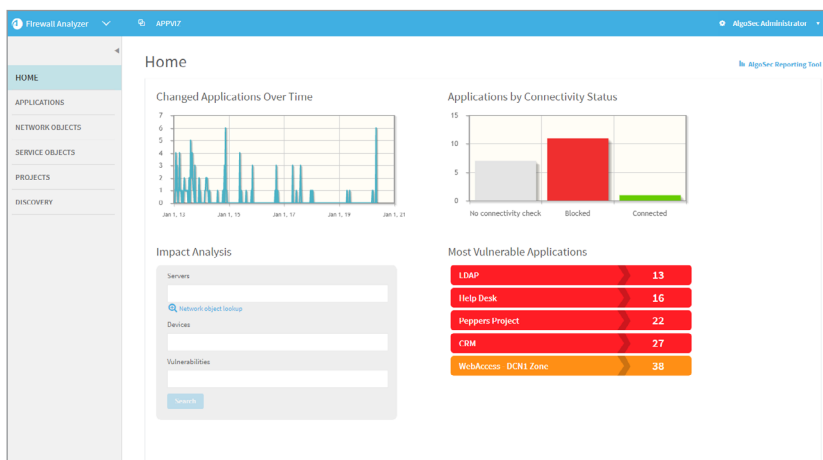 Firewall Analyzer
APPVIZ
AlgoSec Administrator
Home
AlgoSec Reporting Tool
HOME
APPLICATIONS
NETWORK OBJECTS
SERVICE OBJECTS
PROJECTS
DISCOVERY
Changed Applications Over Time
7
6
5
4
3
2
1
0
Jan 1, 13
Jan 1, 15
Jan 1, 17
Jan 1, 19
Jan 1, 21
Applications by Connectivity Status
15
10
5
0
No connectivity check
Blocked
Connected
Impact Analysis
Servers
Network object lookup
Devices
Vulnerabilities
Search
Most Vulnerable Applications
LDAP 13
Help Desk 16
Peppers Project 22
CRM 27
WebAccess DCN1 Zone 38